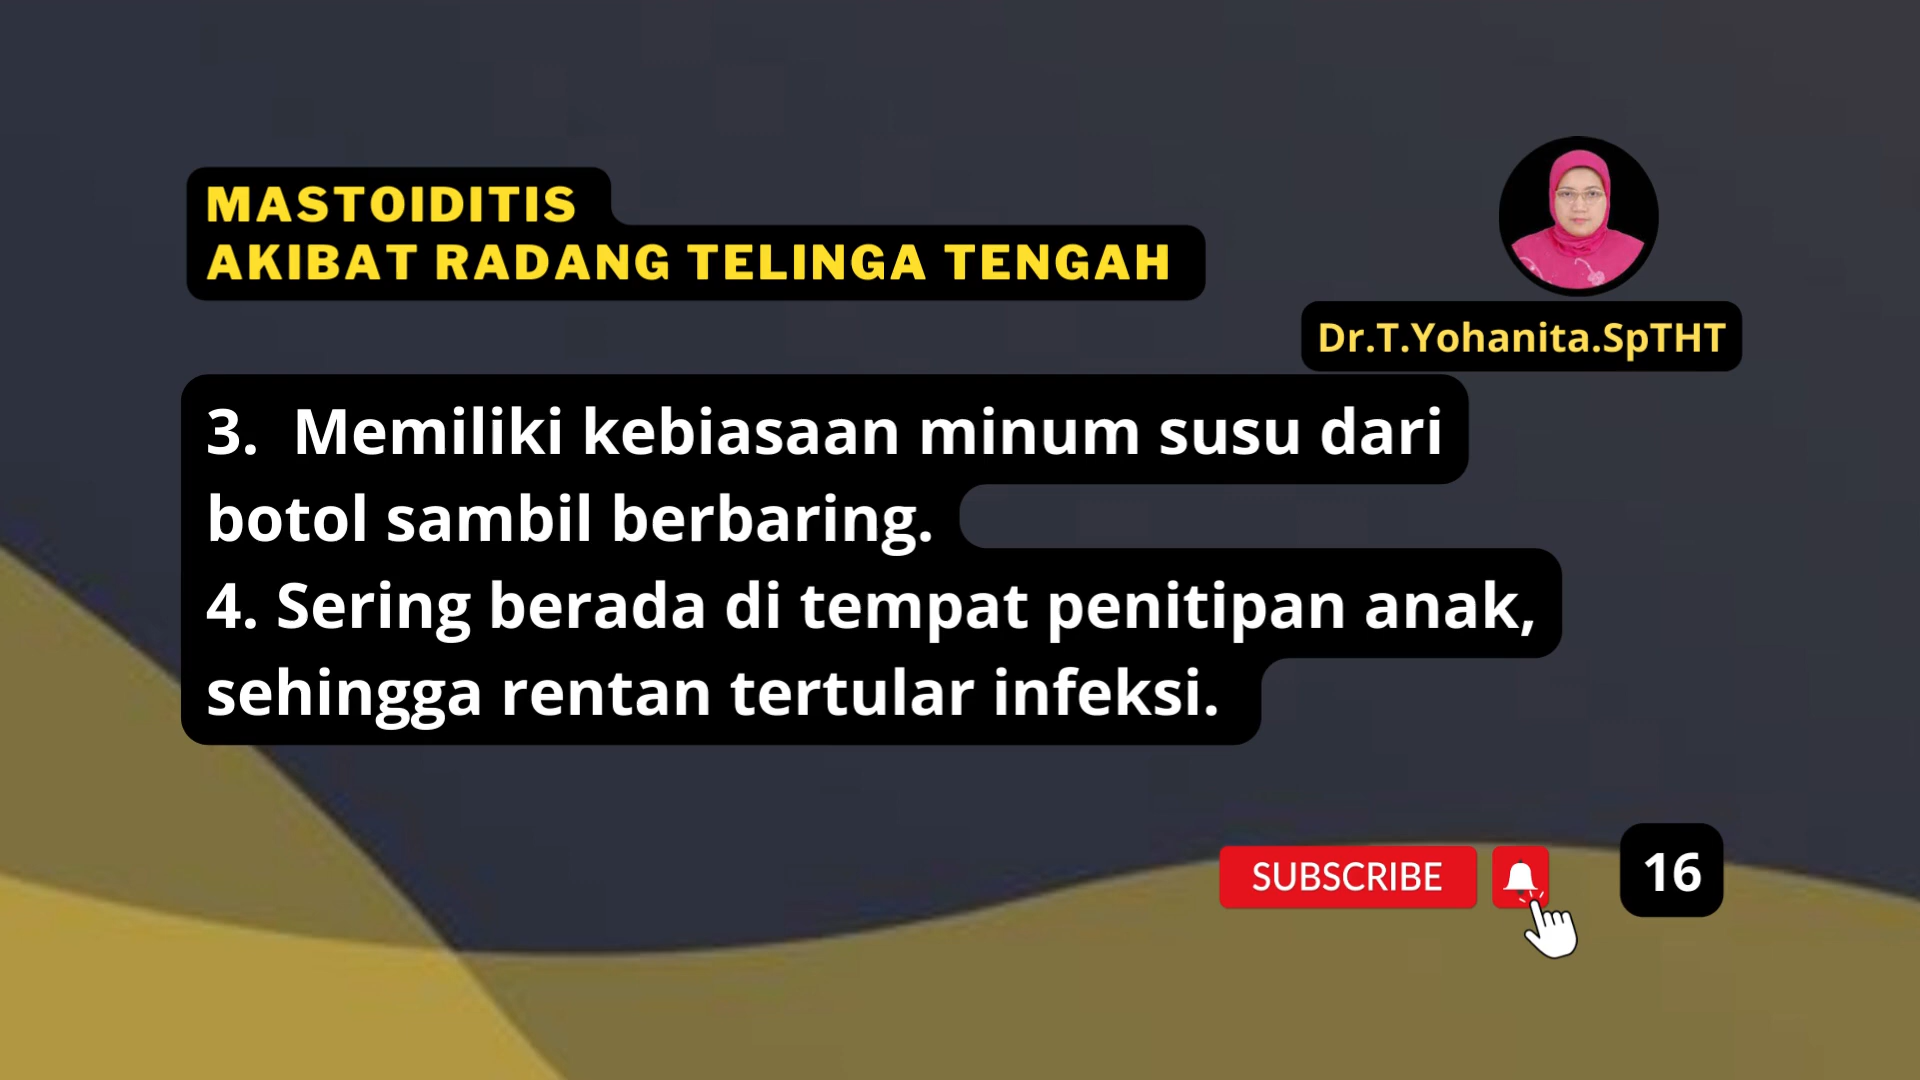 MASTOIDITIS
AKIBAT RADANG TELINGA TENGAH
Dr.T.Yohanita.SpTHT
3. Memiliki kebiasaan minum susu dari
botol sambil berbaring.
4. Sering berada di tempat penitipan anak,
sehingga rentan tertular infeksi.
SUBSCRIBE
16